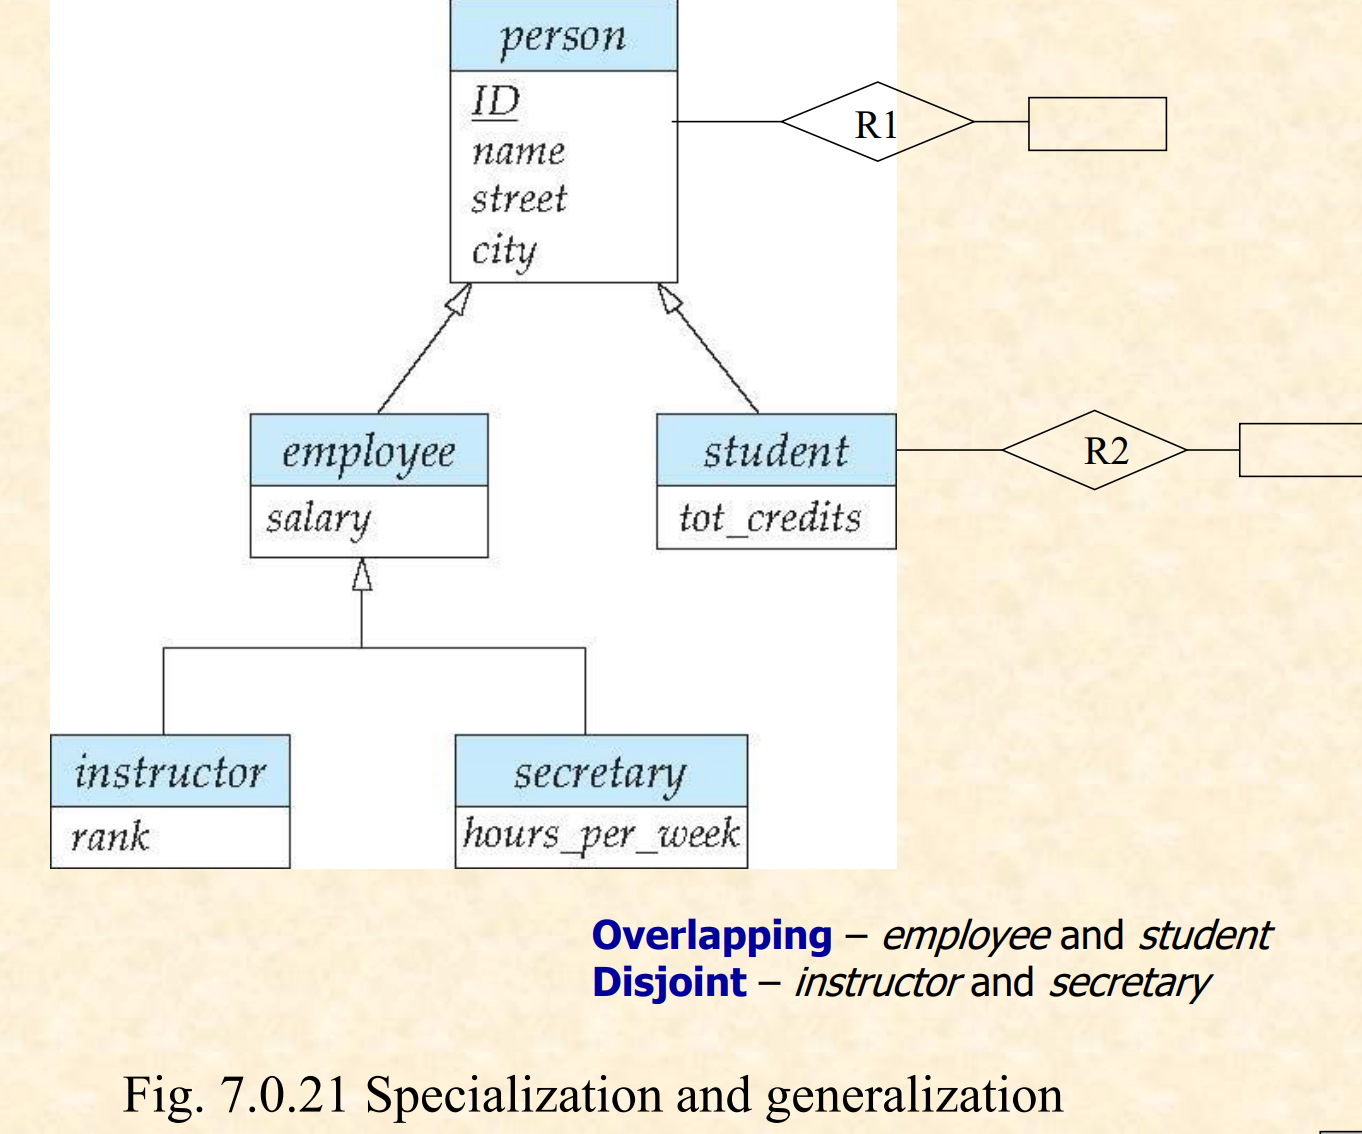 person
ID
name
street
city
R1
employee
salary
student
tot_credits
R2
instructor
rank
secretary
hours_per_week
Overlapping – employee and student
Disjoint – instructor and secretary
Fig. 7.0.21 Specialization and generalization